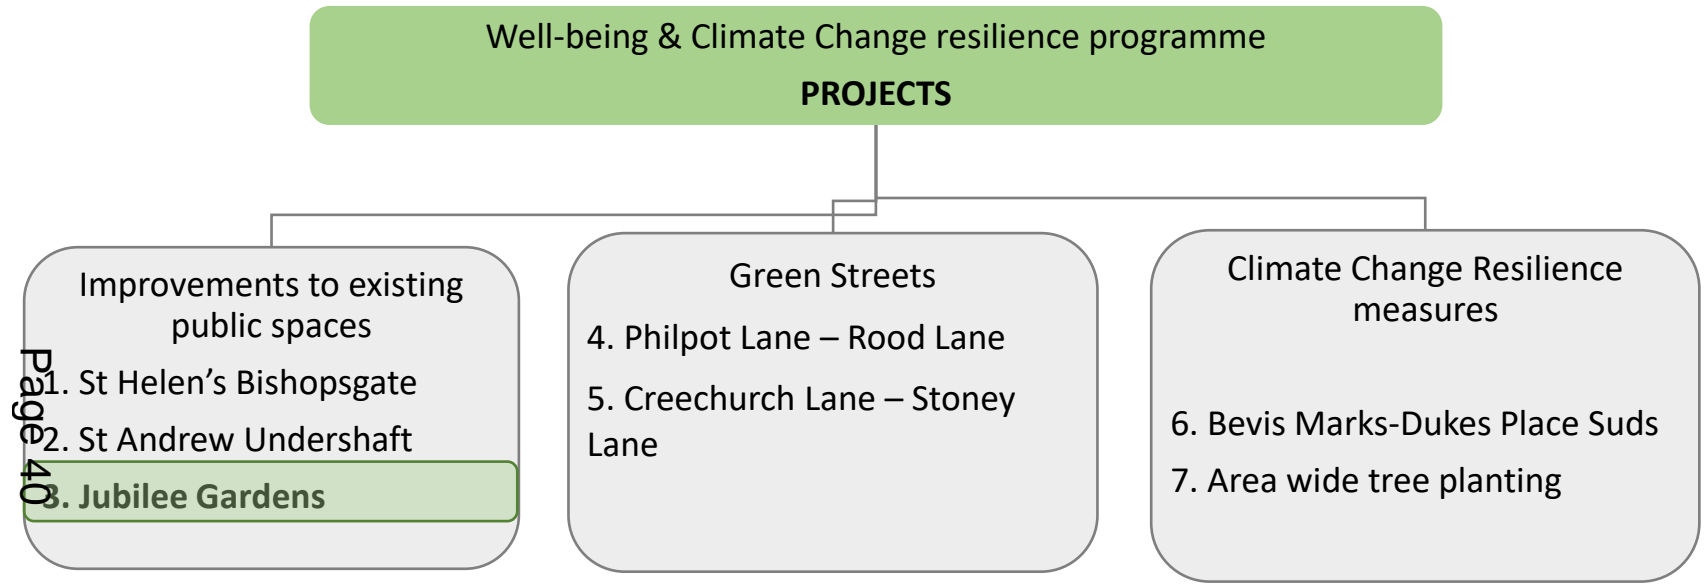 Well-being & Climate Change resilience programme
PROJECTS
Improvements to existing
public spaces
1. St Helen’s Bishopsgate
2. St Andrew Undershaft
3. Jubilee Gardens
Green Streets
4. Philpot Lane – Rood Lane
5. Creechurch Lane – Stoney
Lane
Climate Change Resilience
measures
6. Bevis Marks-Dukes Place Suds
7. Area wide tree planting
Page 40